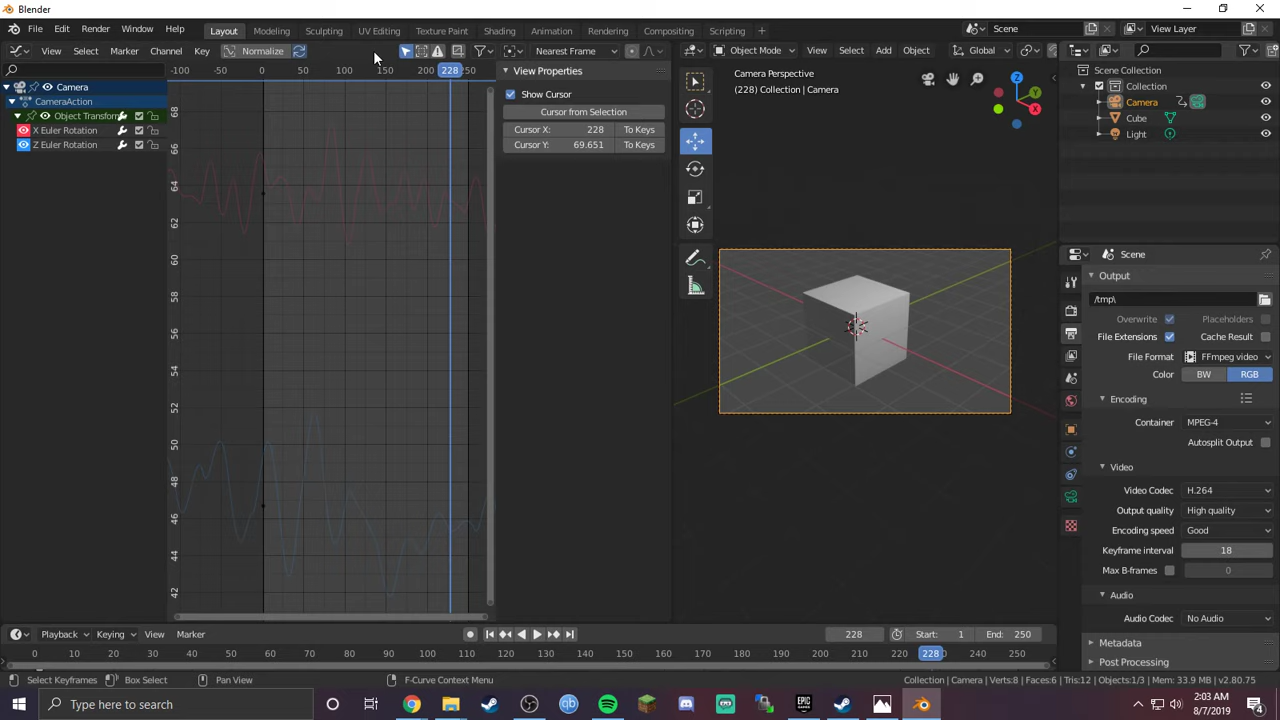 Blender
File Edit Render Window Help Layout Modeling Sculpting UV Editing Texture Paint Shading Animation Rendering Compositing Scripting Scene View Layer
View Select Marker Channel Key Normalize Nearest Frame Object Mode View Select Add Object Global
-100 0 50 100 150 200 228 250
Camera
CameraAction
Object Transform
X Euler Rotation
Z Euler Rotation
68
66
64
62
60
58
56
54
52
50
48
46
44
42
View Properties
Show Cursor
Cursor from Selection
Cursor X: 228 To Keys
Cursor Y: 69.651 To Keys
Camera Perspective
(228) Collection | Camera
Z
Y
X
Scene Collection
Collection
Camera
Cube
Light
Scene
Output
/tmp\
Overwrite Placeholders
File Extensions Cache Result
File Format FFmpeg video
Color BW RGB
Encoding
Container MPEG-4
Autosplit Output
Video
Video Codec H.264
Output quality High quality
Encoding speed Good
Keyframe interval 18
Max B-frames 0
Audio
Audio Codec No Audio
Metadata
Post Processing
Playback Keying View Marker 228 Start: 1 End: 250
0 10 20 30 40 50 60 70 80 90 100 110 120 130 140 150 160 170 180 190 200 210 220 228 240 250
Select Keyframes Box Select Pan View F-Curve Context Menu Collection | Camera | Verts:8 | Faces:6 | Tris:12 | Objects:1/3 | Mem: 33.9 MB | v2.80.75
Type here to search
2:03 AM
8/7/2019